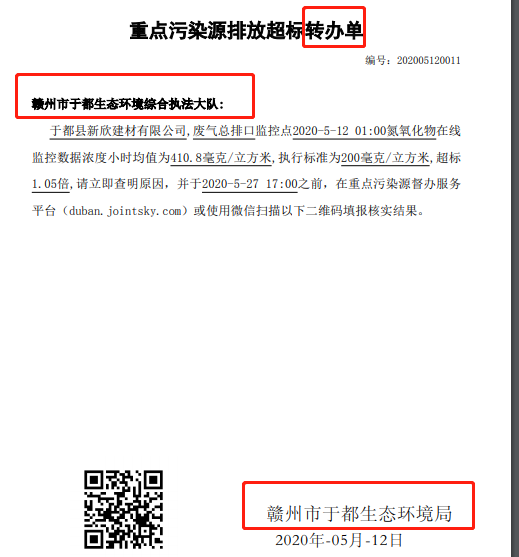 重点污染源排放超标转办单
编号：202005120011
赣州市于都生态环境综合执法大队:
于都县新欣建材有限公司,废气总排口监控点2020-5-12 01:00氮氧化物在线
监控数据浓度小时均值为410.8毫克/立方米,执行标准为200毫克/立方米,超标
1.05倍,请立即查明原因，并于2020-5-27 17:00之前，在重点污染源督办服务
平台（duban.jointsky.com）或使用微信扫描以下二维码填报核实结果。
赣州市于都生态环境局
2020年-05月-12日